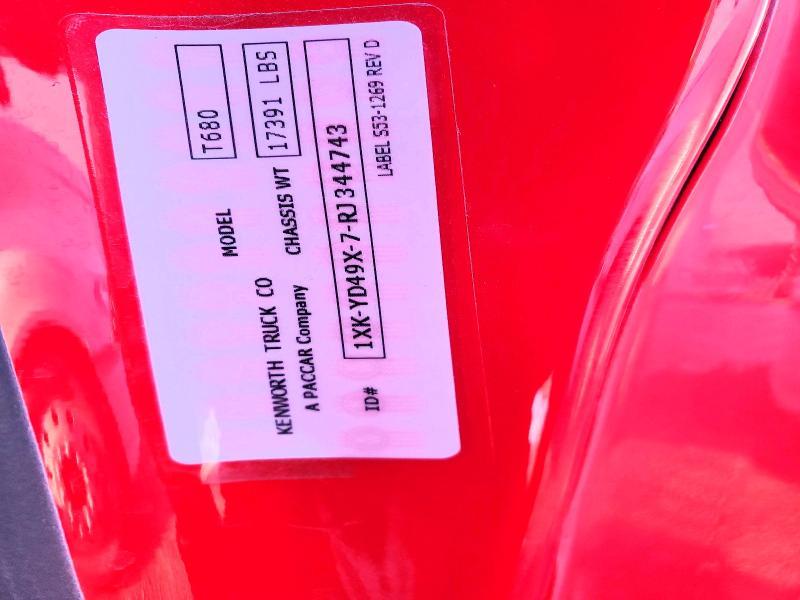 KENWORTH TRUCK CO
A PACCAR Company
MODEL T680
CHASSIS WT 17391 LBS
ID# 1XK-YD49X-7-RJ344743
LABEL S53-1269 REV D